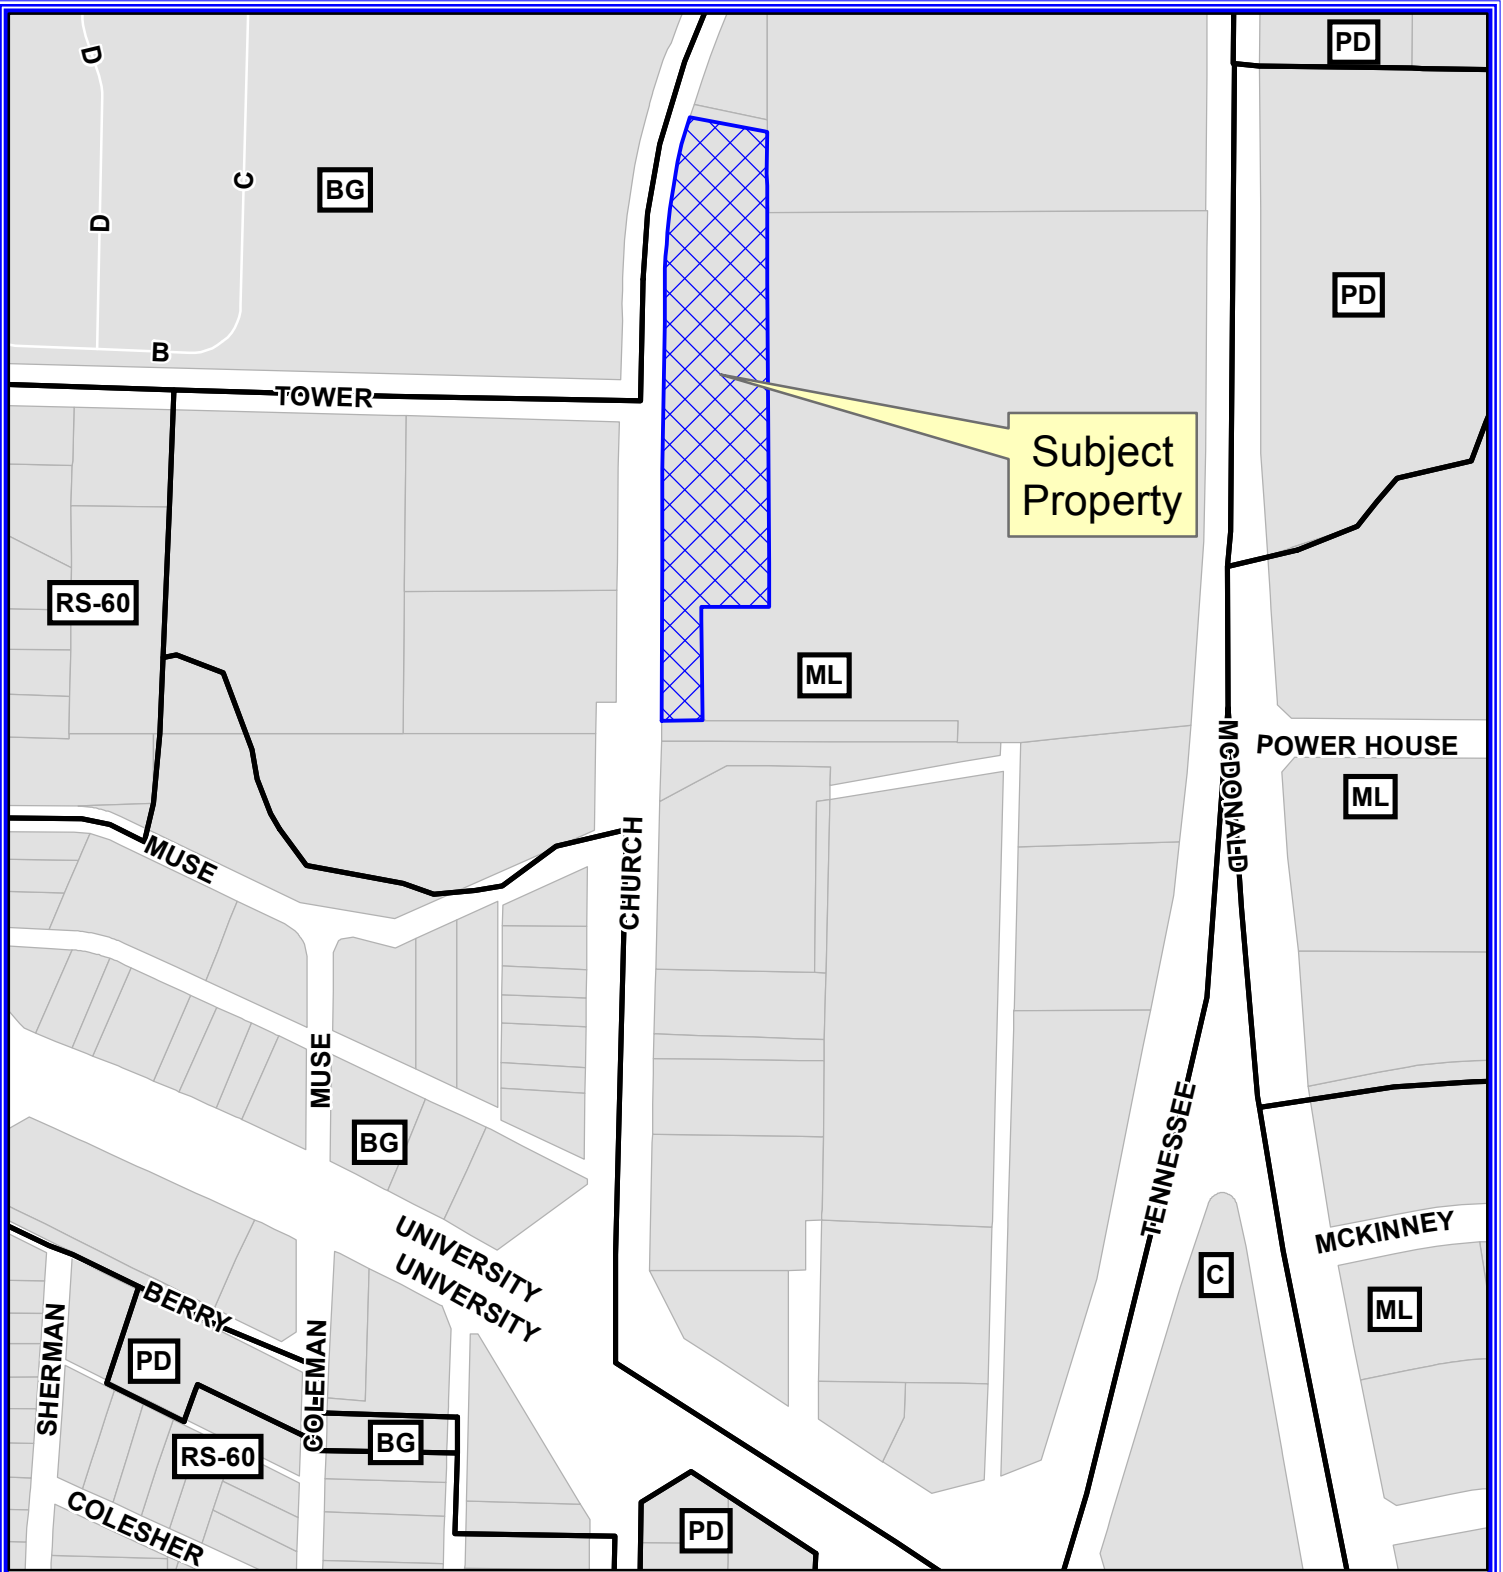 D
PD
BG
C
D
PD
B
TOWER
Subject
Property
RS-60
ML
MCDONALD
POWER HOUSE
ML
MUSE
CHURCH
MUSE
BG
TENNESSEE
UNIVERSITY
UNIVERSITY
MCKINNEY
C
BERRY
ML
SHERMAN
PD
COLEMAN
BG
RS-60
COLESHER
PD